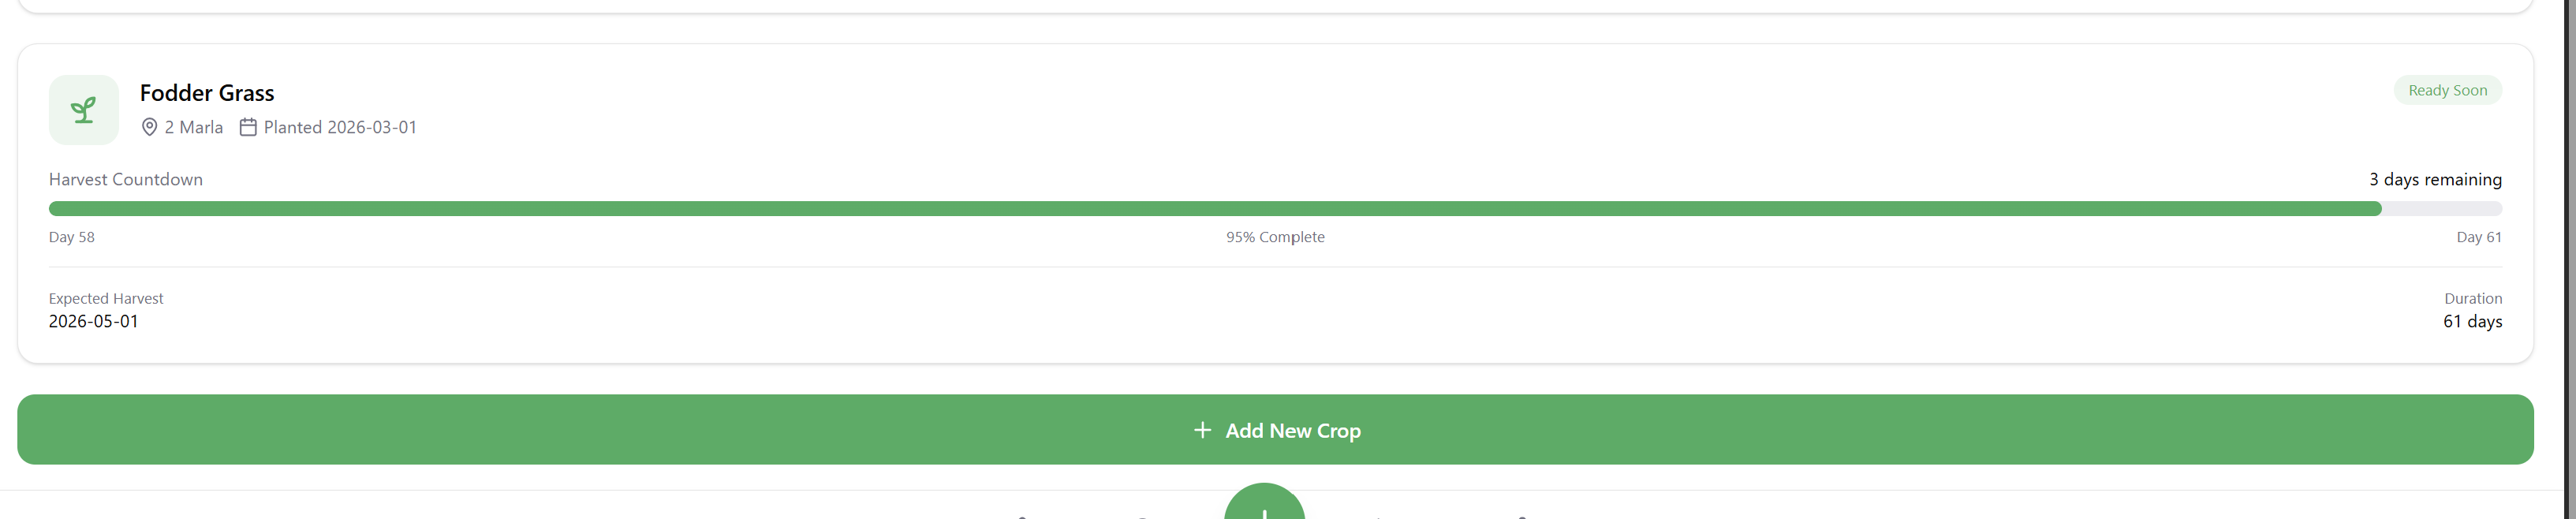 Fodder Grass
Ready Soon
2 Marla Planted 2026-03-01
Harvest Countdown
3 days remaining
Day 58
95% Complete
Day 61
Expected Harvest
Duration
2026-05-01
61 days
+ Add New Crop